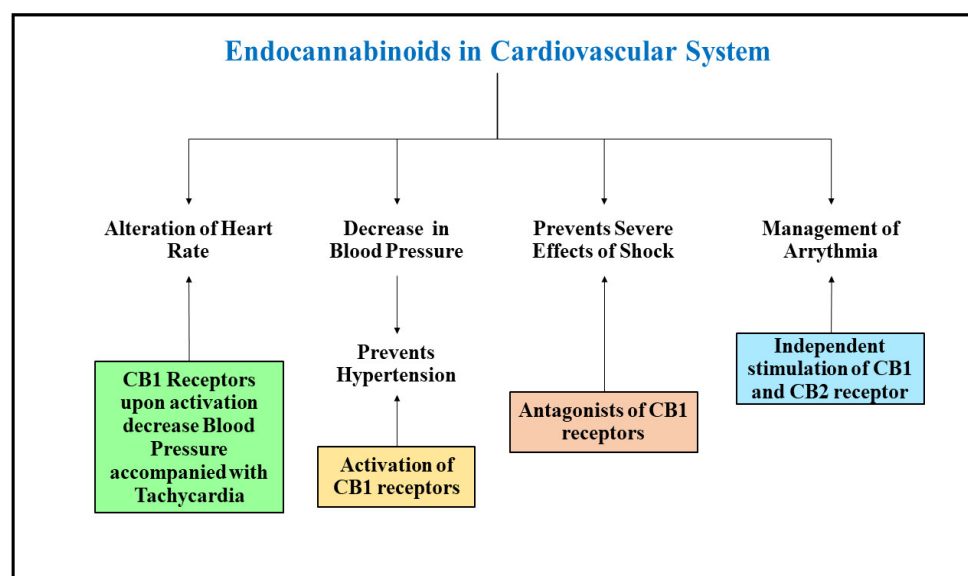 Endocannabinoids in Cardiovascular System
Alteration of Heart
Rate
Decrease in
Blood Pressure
Prevents Severe
Effects of Shock
Management of
Arrythmia
Prevents
Hypertension
CB1 Receptors
upon activation
decrease Blood
Pressure
accompanied with
Tachycardia
Activation of
CB1 receptors
Antagonists of CB1
receptors
Independent
stimulation of CB1
and CB2 receptor